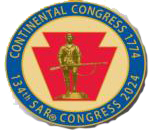 CONTINENTAL CONGRESS 1774
134th SAR® CONGRESS 2024